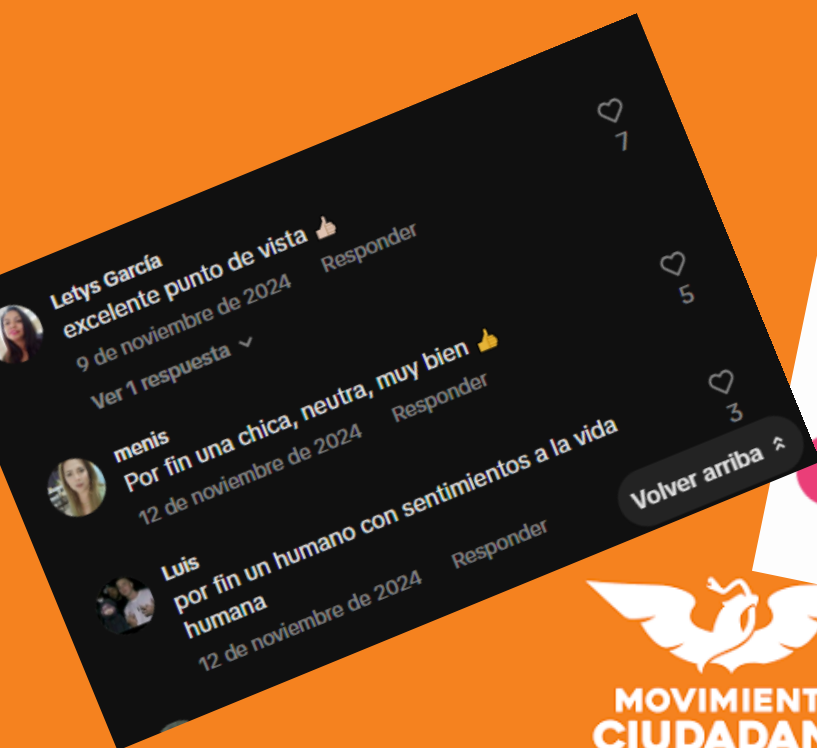 7
Letys García
excelente punto de vista 👍🏼
9 de noviembre de 2024 Responder
Ver 1 respuesta
5
menis
Por fin una chica, neutra, muy bien 👍
12 de noviembre de 2024 Responder
3
Luis
por fin un humano con sentimientos a la vida
humana
12 de noviembre de 2024 Responder
Volver arriba
MOVIMIENT
CIUDADAN